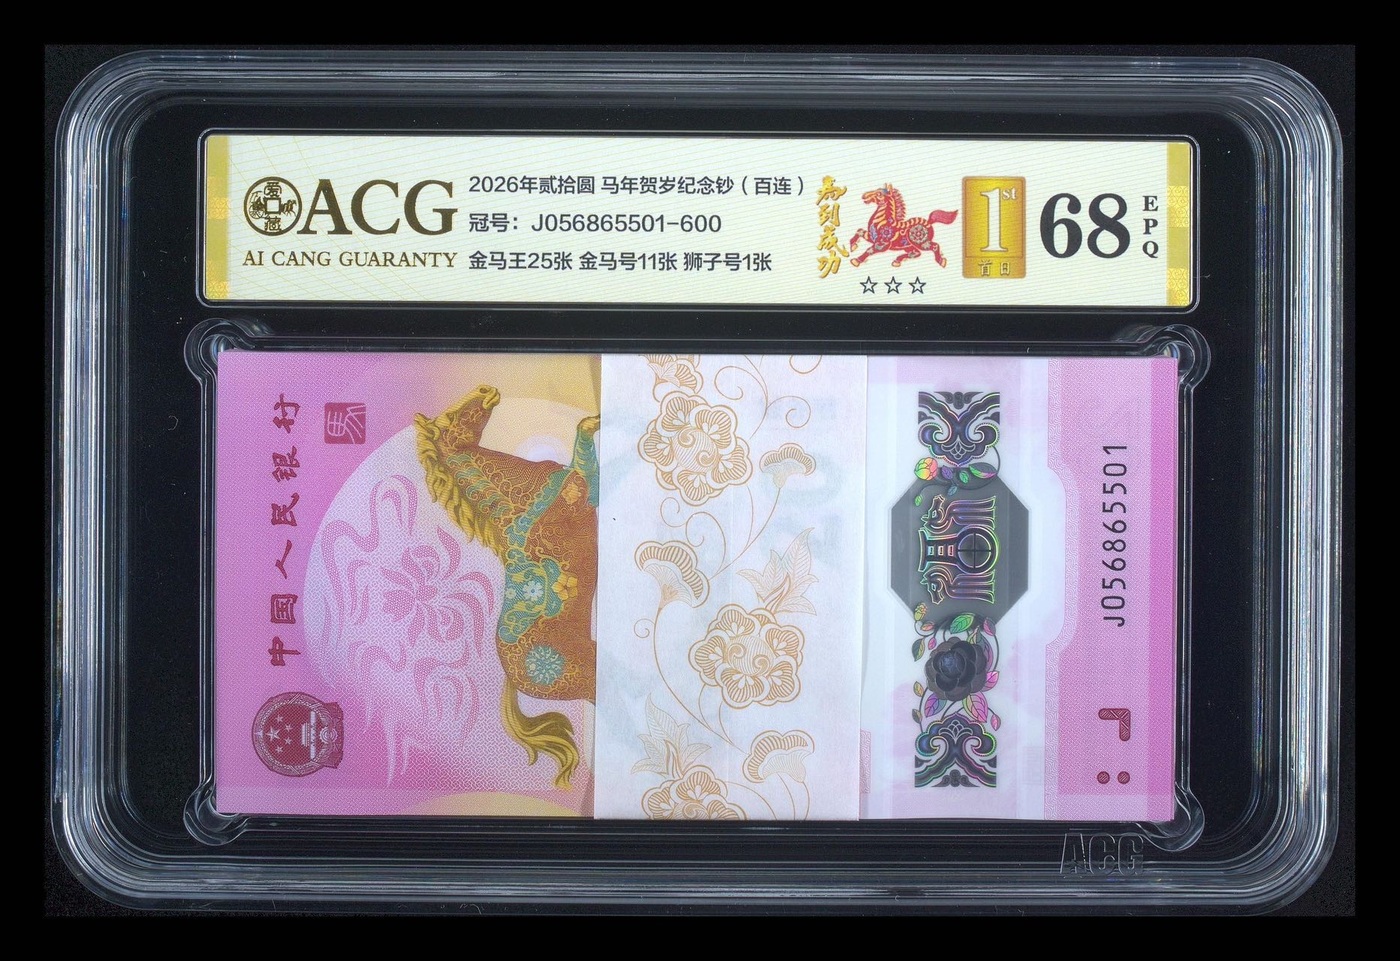 爱藏
ACG
AI CANG GUARANTY
2026年贰拾圆 马年贺岁纪念钞(百连)
冠号: J056865501-600
金马王25张 金马号11张 狮子号1张
马到成功
☆☆☆
1st
首日
68
EPQ
中国人民银行
馬
J056865501
ACG